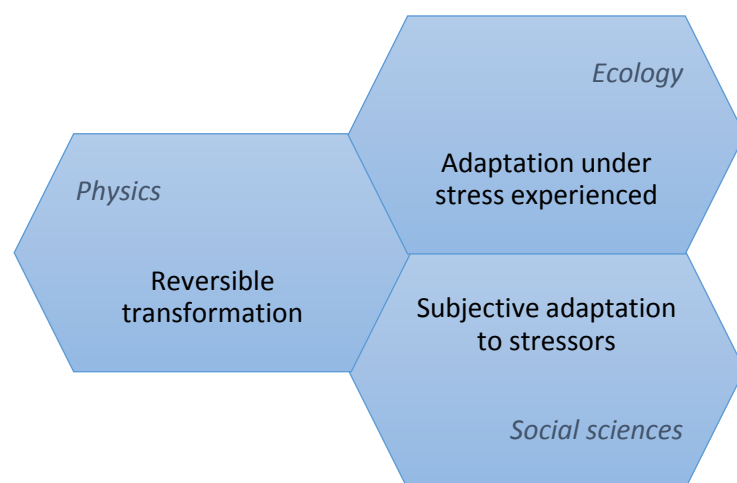 Physics
Reversible
transformation
Ecology
Adaptation under
stress experienced
Subjective adaptation
to stressors
Social sciences